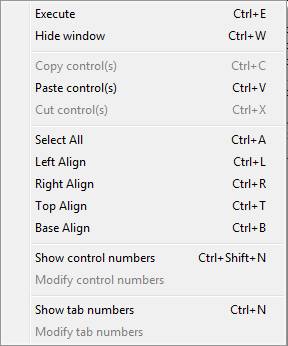 Execute Ctrl+E
Hide window Ctrl+W
Copy control(s) Ctrl+C
Paste control(s) Ctrl+V
Cut control(s) Ctrl+X
Select All Ctrl+A
Left Align Ctrl+L
Right Align Ctrl+R
Top Align Ctrl+T
Base Align Ctrl+B
Show control numbers Ctrl+Shift+N
Modify control numbers
Show tab numbers Ctrl+N
Modify tab numbers